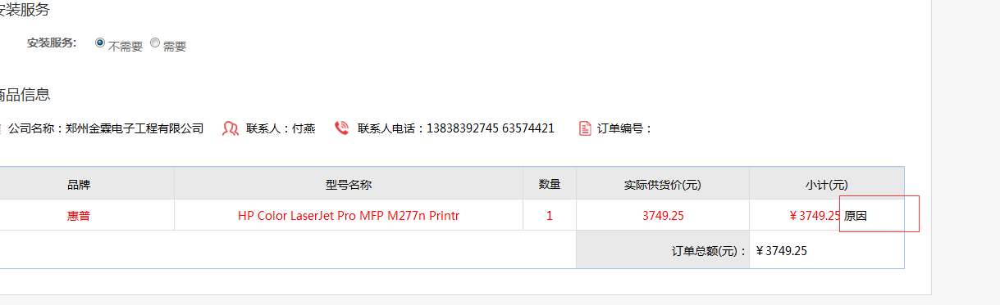 安装服务
安装服务: 不需要 需要
商品信息
公司名称：郑州金霖电子工程有限公司 联系人：付燕 联系人电话：13838392745 63574421 订单编号：
品牌 型号名称 数量 实际供货价(元) 小计(元)
惠普 HP Color LaserJet Pro MFP M277n Printr 1 3749.25 ¥3749.25 原因
订单总额(元)： ¥3749.25